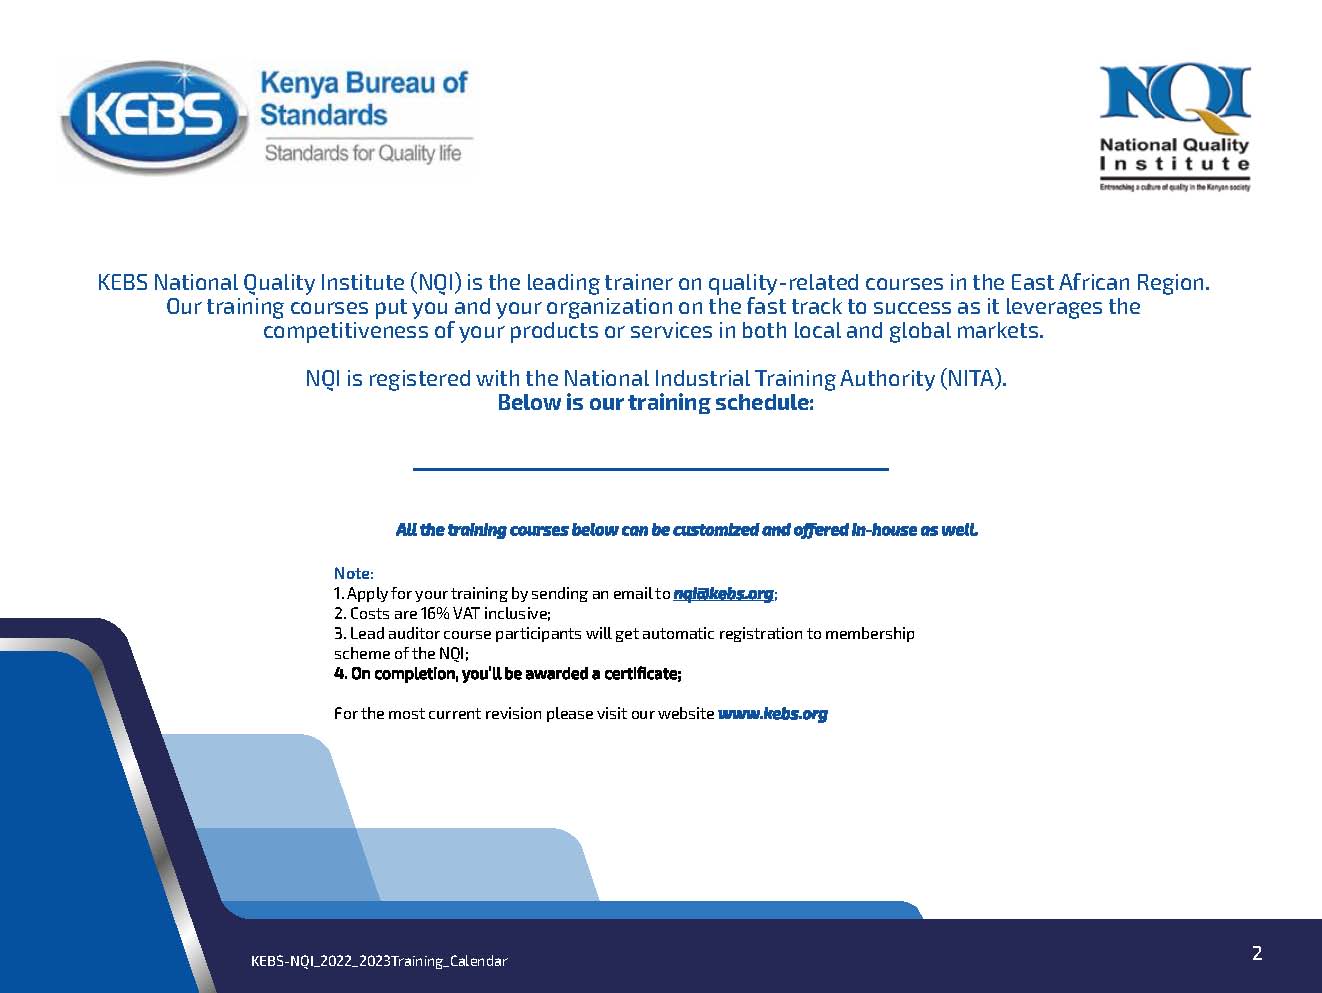 KEBS
Kenya Bureau of
Standards
Standards for Quality life
NQI
National Quality
Institute
Entrenching a culture of quality in the Kenyan society
KEBS National Quality Institute (NQI) is the leading trainer on quality-related courses in the East African Region.
Our training courses put you and your organization on the fast track to success as it leverages the
competitiveness of your products or services in both local and global markets.
NQI is registered with the National Industrial Training Authority (NITA).
Below is our training schedule:
All the training courses below can be customized and offered in-house as well.
Note:
1. Apply for your training by sending an email to nqi@kebs.org;
2. Costs are 16% VAT inclusive;
3. Lead auditor course participants will get automatic registration to membership
scheme of the NQI;
4. On completion, you'll be awarded a certificate;
For the most current revision please visit our website www.kebs.org
KEBS-NQI_2022_2023Training_Calendar
2